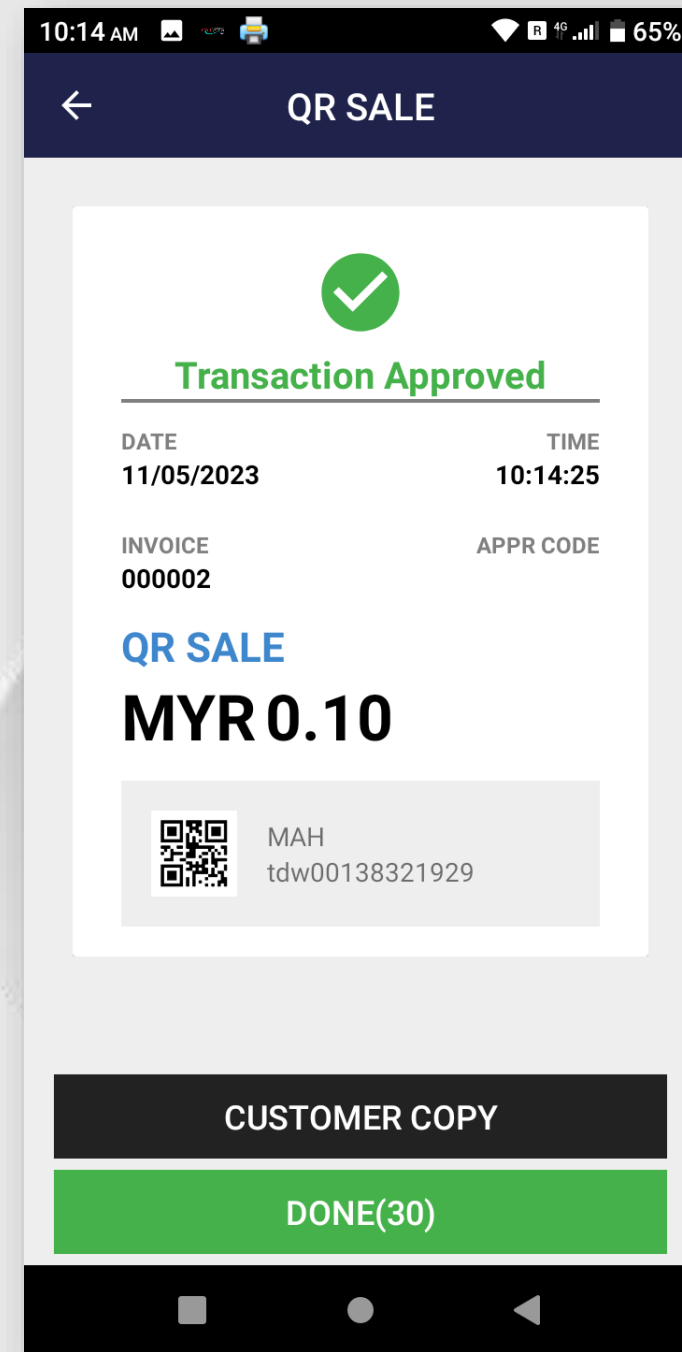 10:14 AM R 4G 65%
QR SALE
Transaction Approved
DATE TIME
11/05/2023 10:14:25
INVOICE APPR CODE
000002
QR SALE
MYR 0.10
MAH
tdw00138321929
CUSTOMER COPY
DONE(30)